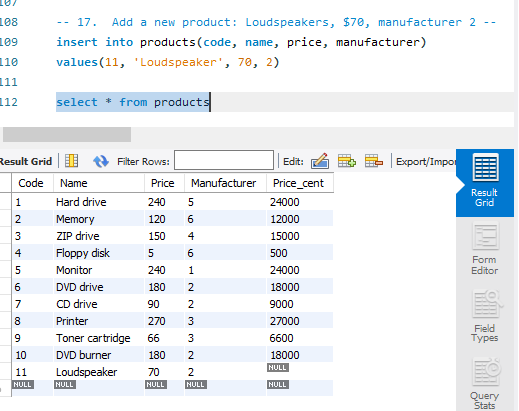 107
108 -- 17. Add a new product: Loudspeakers, $70, manufacturer 2 --
109 insert into products(code, name, price, manufacturer)
110 values(11, 'Loudspeaker', 70, 2)
111
112 select * from products
Result Grid Filter Rows: Edit: Export/Impor
Code Name Price Manufacturer Price_cent
1 Hard drive 240 5 24000
2 Memory 120 6 12000
3 ZIP drive 150 4 15000
4 Floppy disk 5 6 500
5 Monitor 240 1 24000
6 DVD drive 180 2 18000
7 CD drive 90 2 9000
8 Printer 270 3 27000
9 Toner cartridge 66 3 6600
10 DVD burner 180 2 18000
11 Loudspeaker 70 2 NULL
NULL NULL NULL NULL NULL
Result
Grid
Form
Editor
Field
Types
Query
Stats